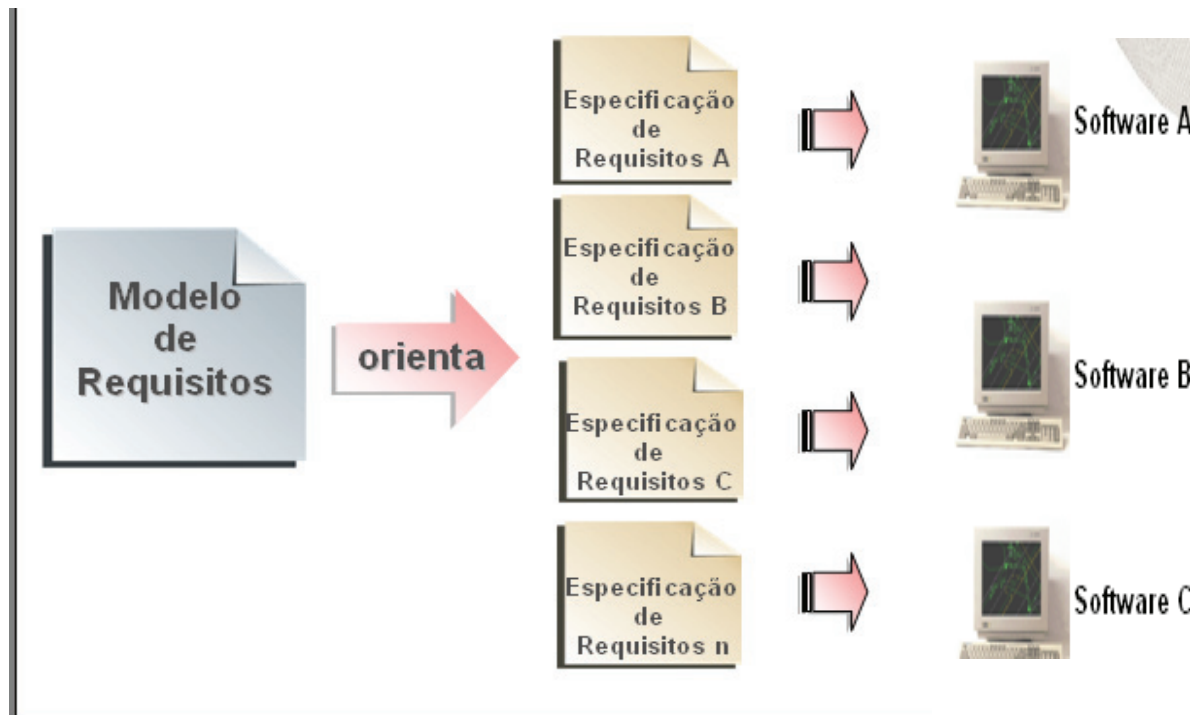 Modelo
de
Requisitos
orienta
Especificação
de
Requisitos A
Especificação
de
Requisitos B
Especificação
de
Requisitos C
Especificação
de
Requisitos n
Software A
Software B
Software C